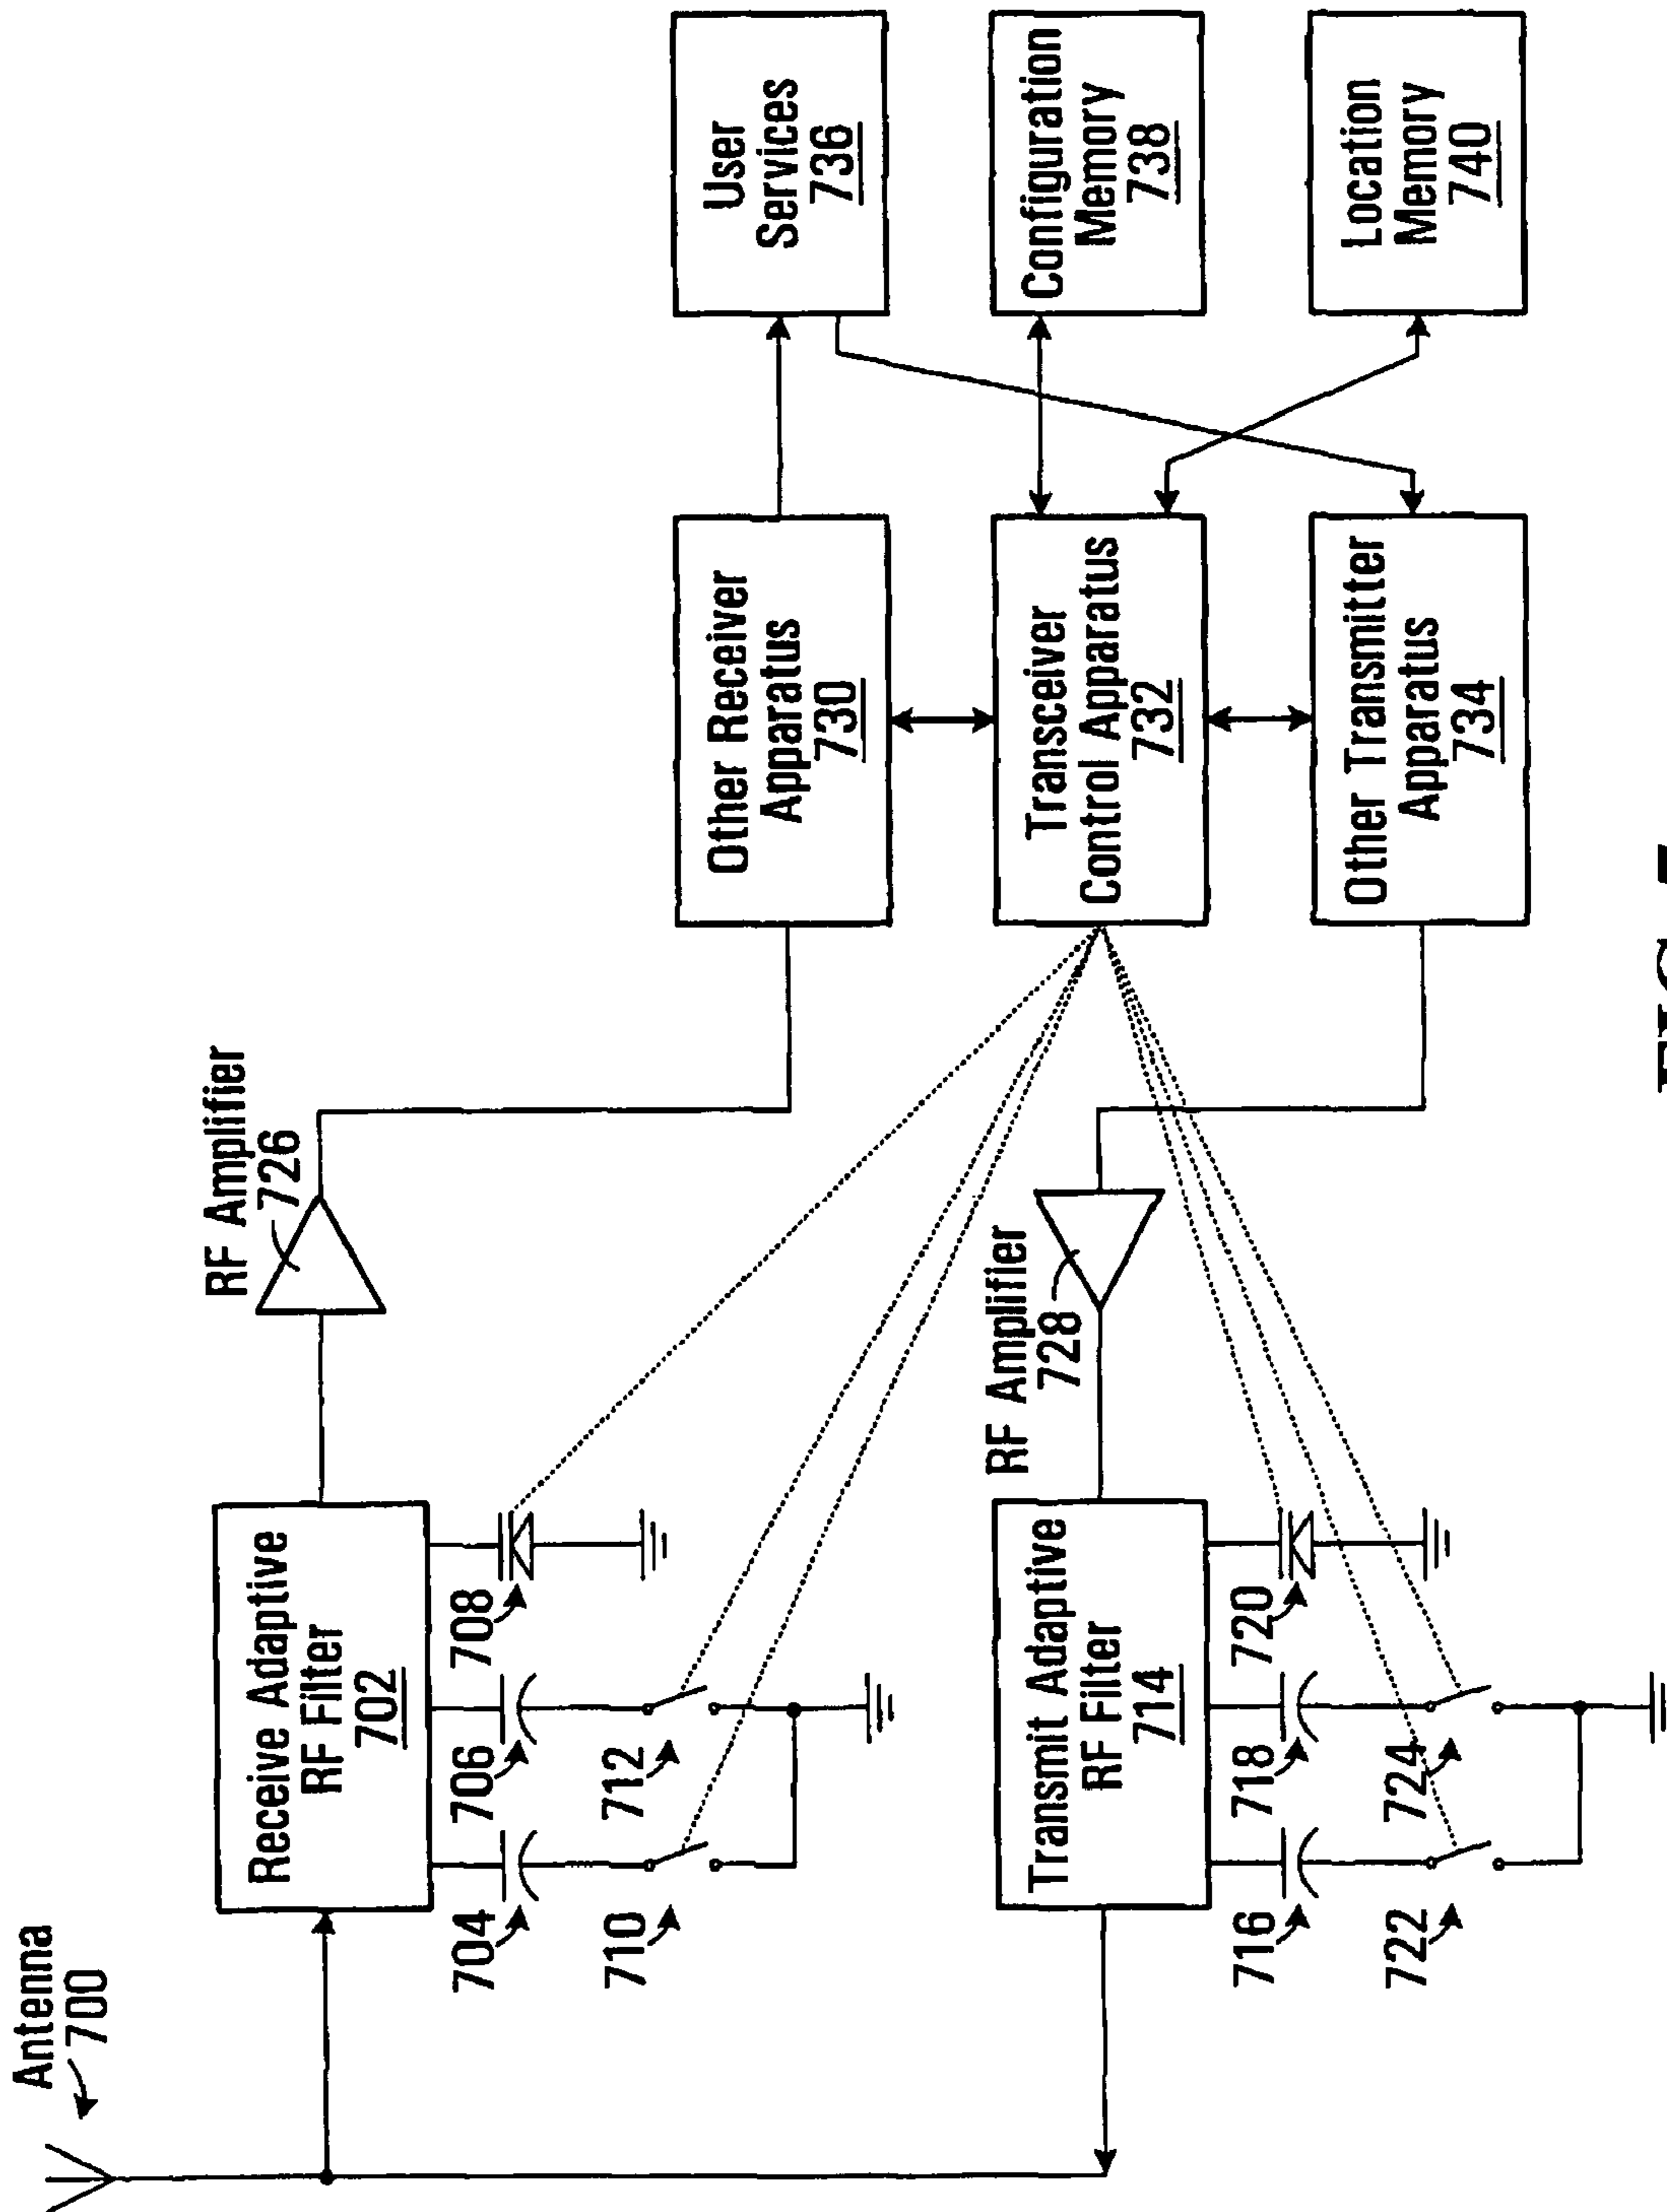 Antenna
700
Receive Adaptive
RF Filter
702
RF Amplifier
726
704
706
708
710
712
Other Receiver
Apparatus
730
User
Services
736
Transceiver
Control Apparatus
732
Configuration
Memory
738
Transmit Adaptive
RF Filter
714
RF Amplifier
728
716
718
720
722
724
Other Transmitter
Apparatus
734
Location
Memory
740